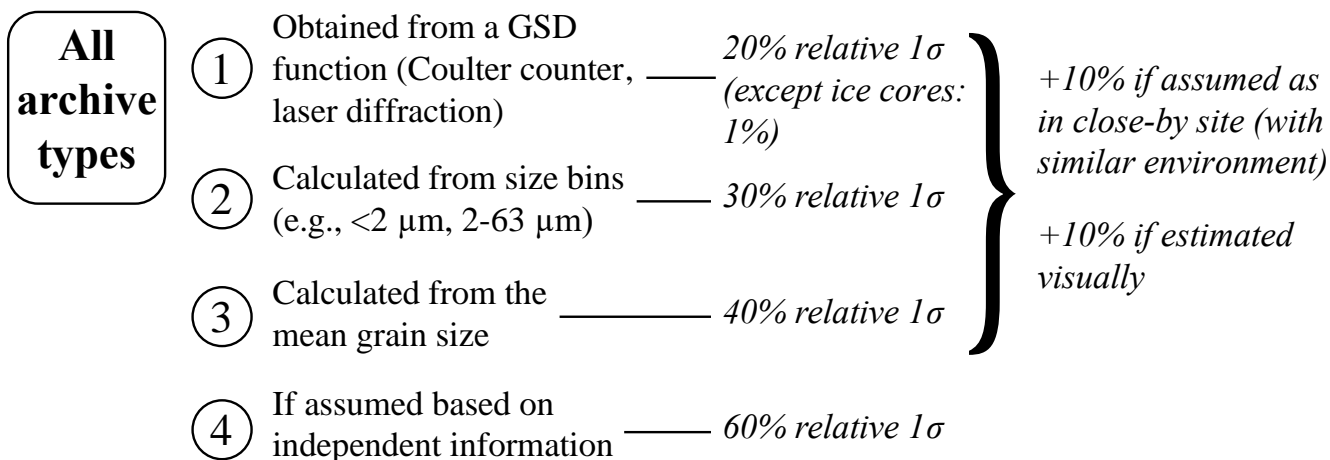 All
archive
types
1
Obtained from a GSD
function (Coulter counter,
laser diffraction)
20% relative 1σ
(except ice cores:
1%)
2
Calculated from size bins
(e.g., <2 µm, 2-63 µm)
30% relative 1σ
3
Calculated from the
mean grain size
40% relative 1σ
4
If assumed based on
independent information
60% relative 1σ
+10% if assumed as
in close-by site (with
similar environment)
+10% if estimated
visually